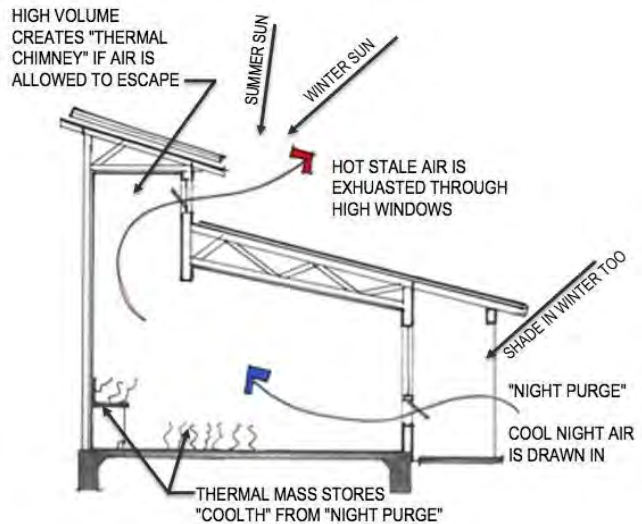 HIGH VOLUME
CREATES "THERMAL
CHIMNEY" IF AIR IS
ALLOWED TO ESCAPE
SUMMER SUN
WINTER SUN
HOT STALE AIR IS
EXHUASTED THROUGH
HIGH WINDOWS
SHADE IN WINTER TOO
"NIGHT PURGE"
COOL NIGHT AIR
IS DRAWN IN
THERMAL MASS STORES
"COOLTH" FROM "NIGHT PURGE"